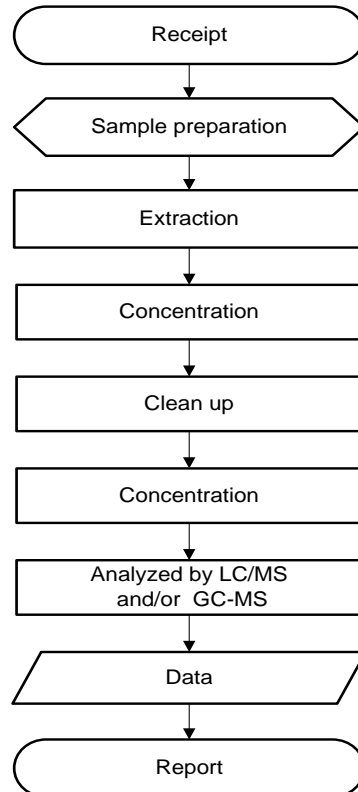 Receipt
Sample preparation
Extraction
Concentration
Clean up
Concentration
Analyzed by LC/MS
and/or GC-MS
Data
Report